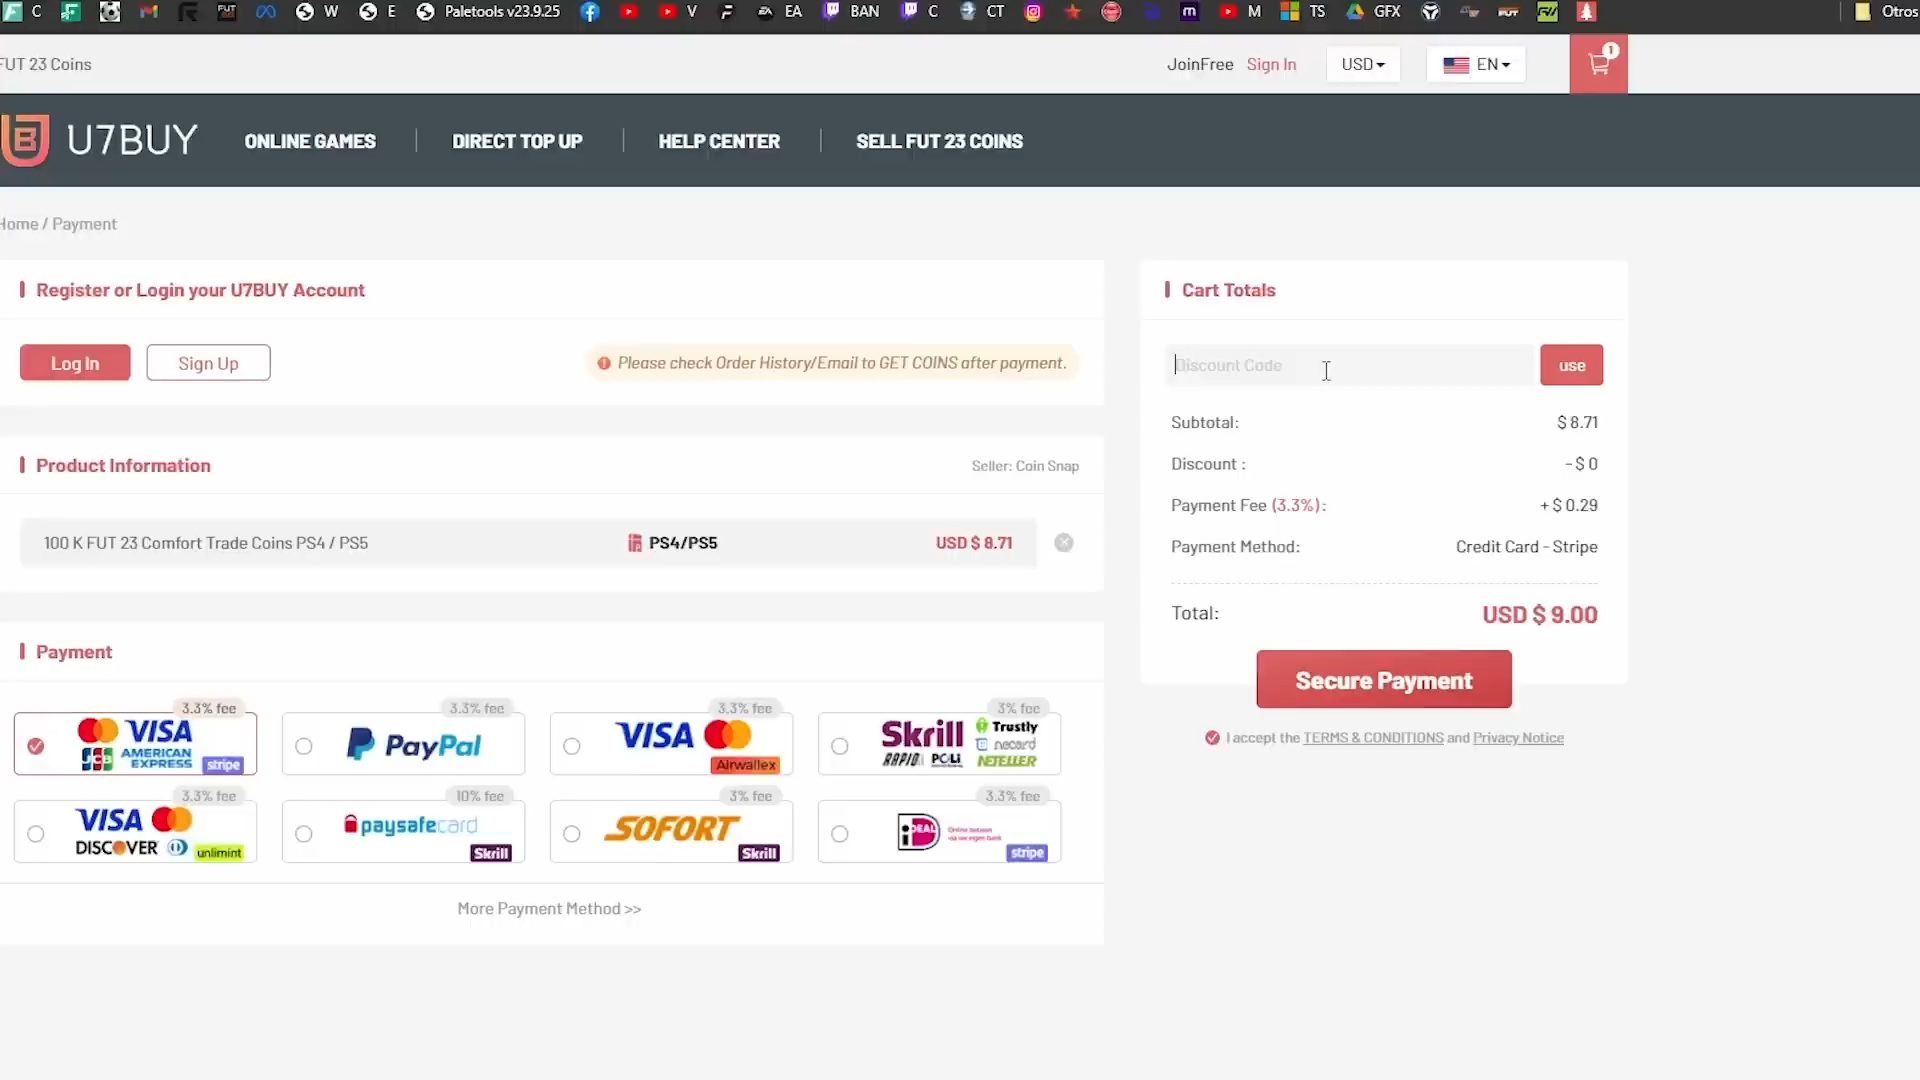 C W E Paletools v23.9.25 V EA BAN C CT M TS GFX Otros
FUT 23 Coins JoinFree Sign In USD EN 1
U7BUY ONLINE GAMES DIRECT TOP UP HELP CENTER SELL FUT 23 COINS
Home / Payment
Register or Login your U7BUY Account
Log In Sign Up Please check Order History/Email to GET COINS after payment.
Product Information Seller: Coin Snap
100 K FUT 23 Comfort Trade Coins PS4 / PS5 PS4/PS5 USD $ 8.71
Payment
3.3% fee 3.3% fee 3.3% fee 3% fee
VISA JCB AMERICAN EXPRESS stripe
PayPal
VISA Airwallex
Skrill Trustly
RAPID POLi neteller
3.3% fee 10% fee 3% fee 3.3% fee
VISA DISCOVER unlimint
paysafecard Skrill
SOFORT Skrill
iDEAL stripe
More Payment Method >>
Cart Totals
Discount Code use
Subtotal: $ 8.71
Discount : -$ 0
Payment Fee (3.3%): +$ 0.29
Payment Method: Credit Card - Stripe
Total: USD $ 9.00
Secure Payment
I accept the TERMS & CONDITIONS and Privacy Notice